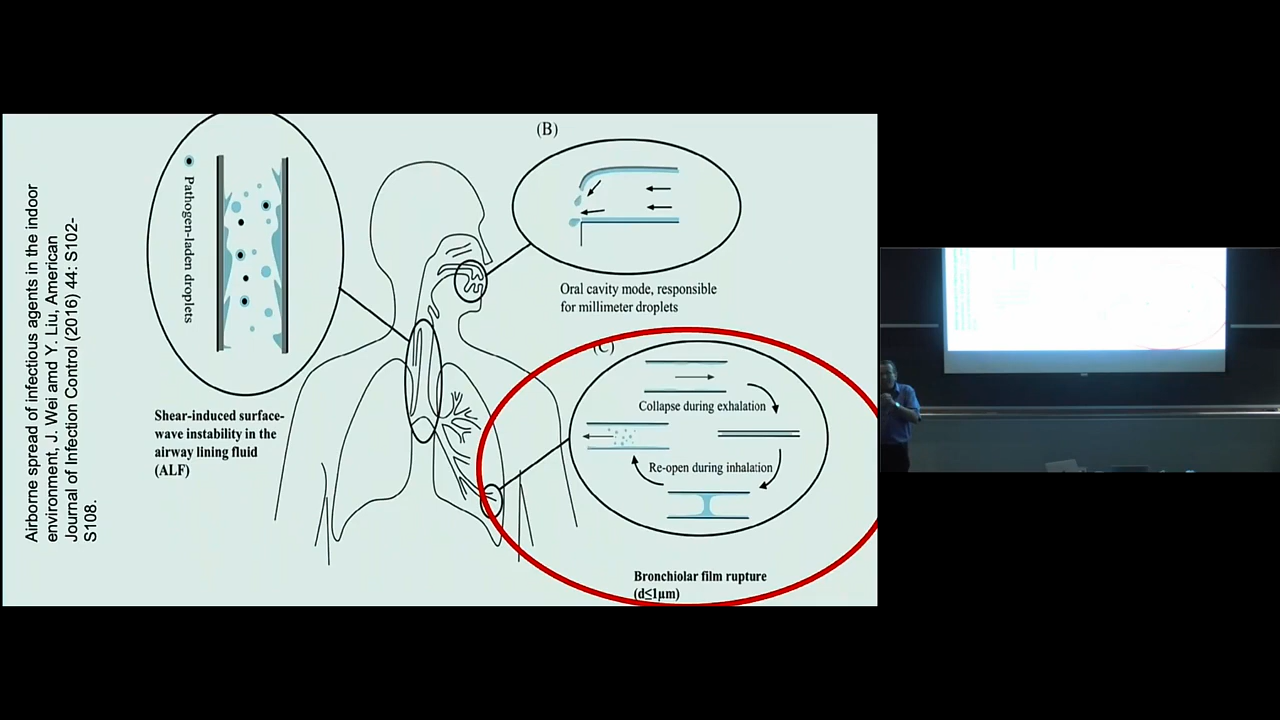 Airborne spread of infectious agents in the indoor
environment, J. Wei amd Y. Liu, American
Journal of Infection Control (2016) 44: S102-
S108.
Pathogen-laden droplets
Shear-induced surface-
wave instability in the
airway lining fluid
(ALF)
(B)
Oral cavity mode, responsible
for millimeter droplets
(C)
Collapse during exhalation
Re-open during inhalation
Bronchiolar film rupture
(d≤1μm)